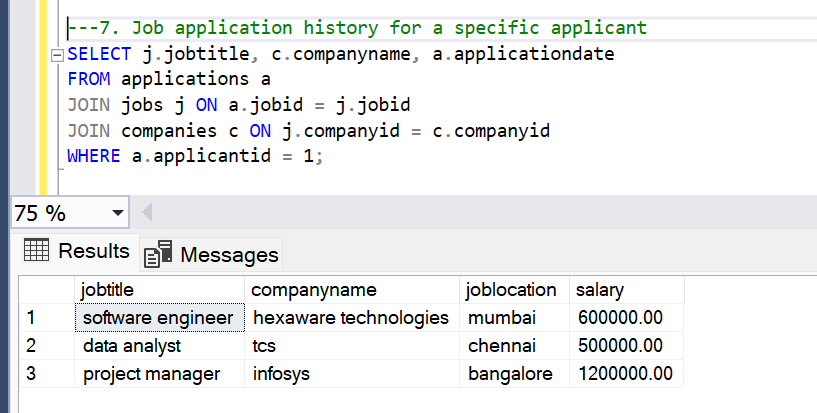 ---7. Job application history for a specific applicant
SELECT j.jobtitle, c.companyname, a.applicationdate
FROM applications a
JOIN jobs j ON a.jobid = j.jobid
JOIN companies c ON j.companyid = c.companyid
WHERE a.applicantid = 1;
75 %
Results Messages
jobtitle companyname joblocation salary
1 software engineer hexaware technologies mumbai 600000.00
2 data analyst tcs chennai 500000.00
3 project manager infosys bangalore 1200000.00